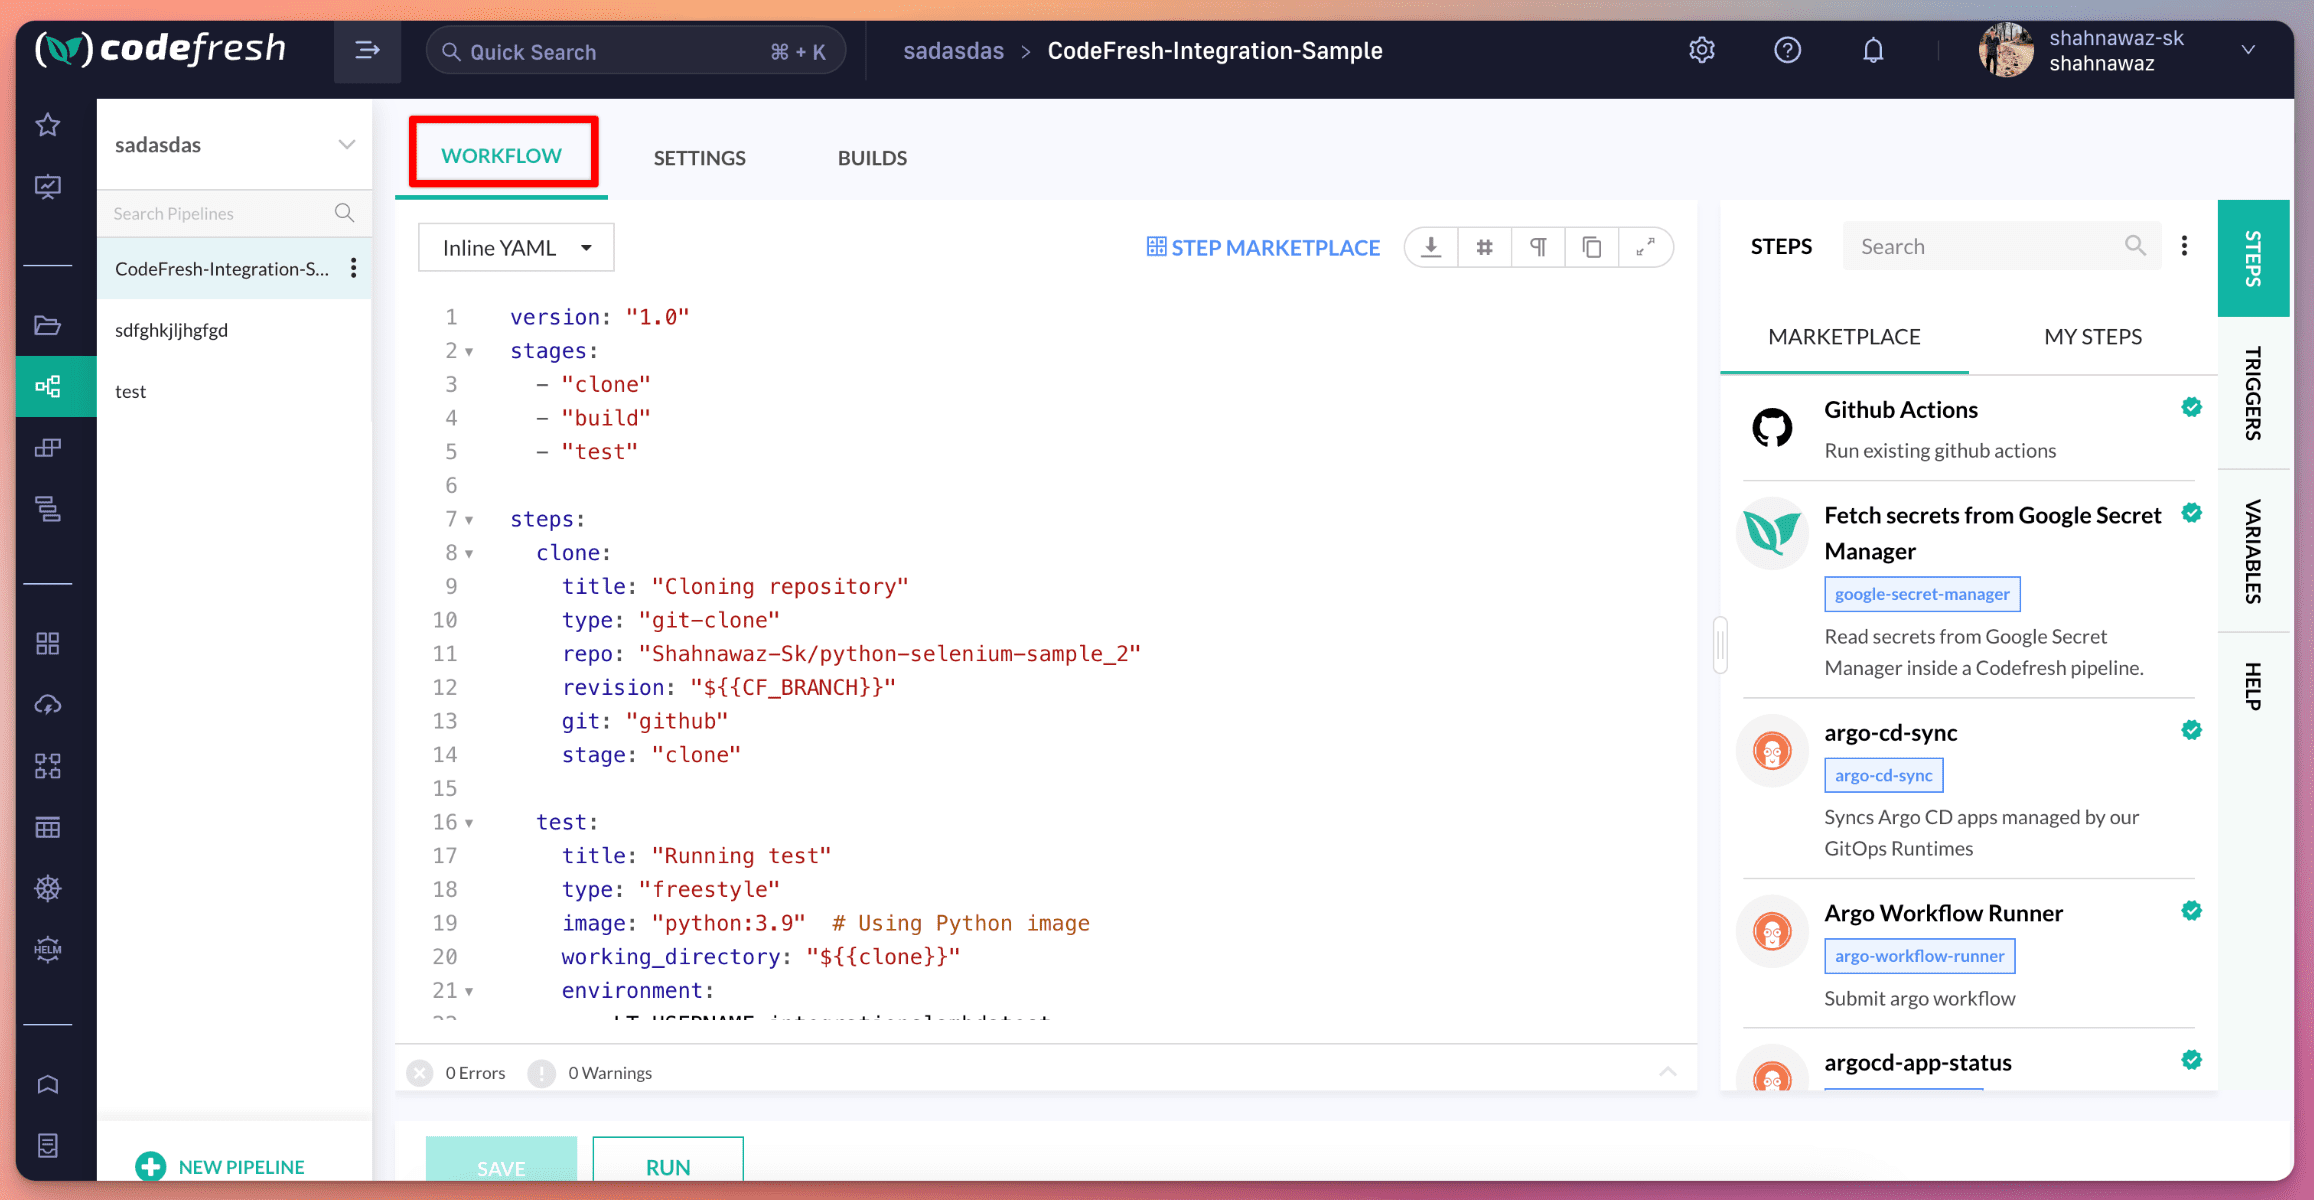 codefresh
Quick Search
⌘ + K
sadasdas > CodeFresh-Integration-Sample
shahnawaz-sk
shahnawaz
sadasdas
Search Pipelines
CodeFresh-Integration-S...
sdfghkjljhgfgd
test
NEW PIPELINE
HELM
WORKFLOW
SETTINGS
BUILDS
Inline YAML
STEP MARKETPLACE
1 version: "1.0"
2 stages:
3 - "clone"
4 - "build"
5 - "test"
6
7 steps:
8 clone:
9 title: "Cloning repository"
10 type: "git-clone"
11 repo: "Shahnawaz-Sk/python-selenium-sample_2"
12 revision: "${{CF_BRANCH}}"
13 git: "github"
14 stage: "clone"
15
16 test:
17 title: "Running test"
18 type: "freestyle"
19 image: "python:3.9" # Using Python image
20 working_directory: "${{clone}}"
21 environment:
0 Errors
0 Warnings
SAVE
RUN
STEPS
Search
MARKETPLACE
MY STEPS
Github Actions
Run existing github actions
Fetch secrets from Google Secret
Manager
google-secret-manager
Read secrets from Google Secret
Manager inside a Codefresh pipeline.
argo-cd-sync
argo-cd-sync
Syncs Argo CD apps managed by our
GitOps Runtimes
Argo Workflow Runner
argo-workflow-runner
Submit argo workflow
argocd-app-status
STEPS
TRIGGERS
VARIABLES
HELP